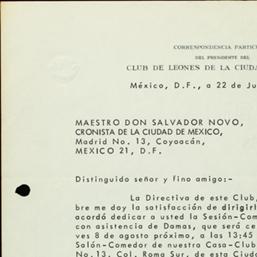 CORRESPONDENCIA PARTIC
DEL PRESIDENTE DEL
CLUB DE LEONES DE LA CIUDA
México, D.F., a 22 de Ju
MAESTRO DON SALVADOR NOVO,
CRONISTA DE LA CIUDAD DE MEXICO,
Madrid No. 13, Coyoacán,
MEXICO 21, D.F.
Distinguido señor y fino amigo:-
La Directiva de este Club,
bre me doy la satisfacción de dirigirl
acordó dedicar a usted la Sesión-Com
con asistencia de Damas, que será ce
ves 8 de agosto próximo, a las 13:45
Salón-Comedor de nuestra Casa-Club
No.13, Col. Roma Sur, de esta Ciuda